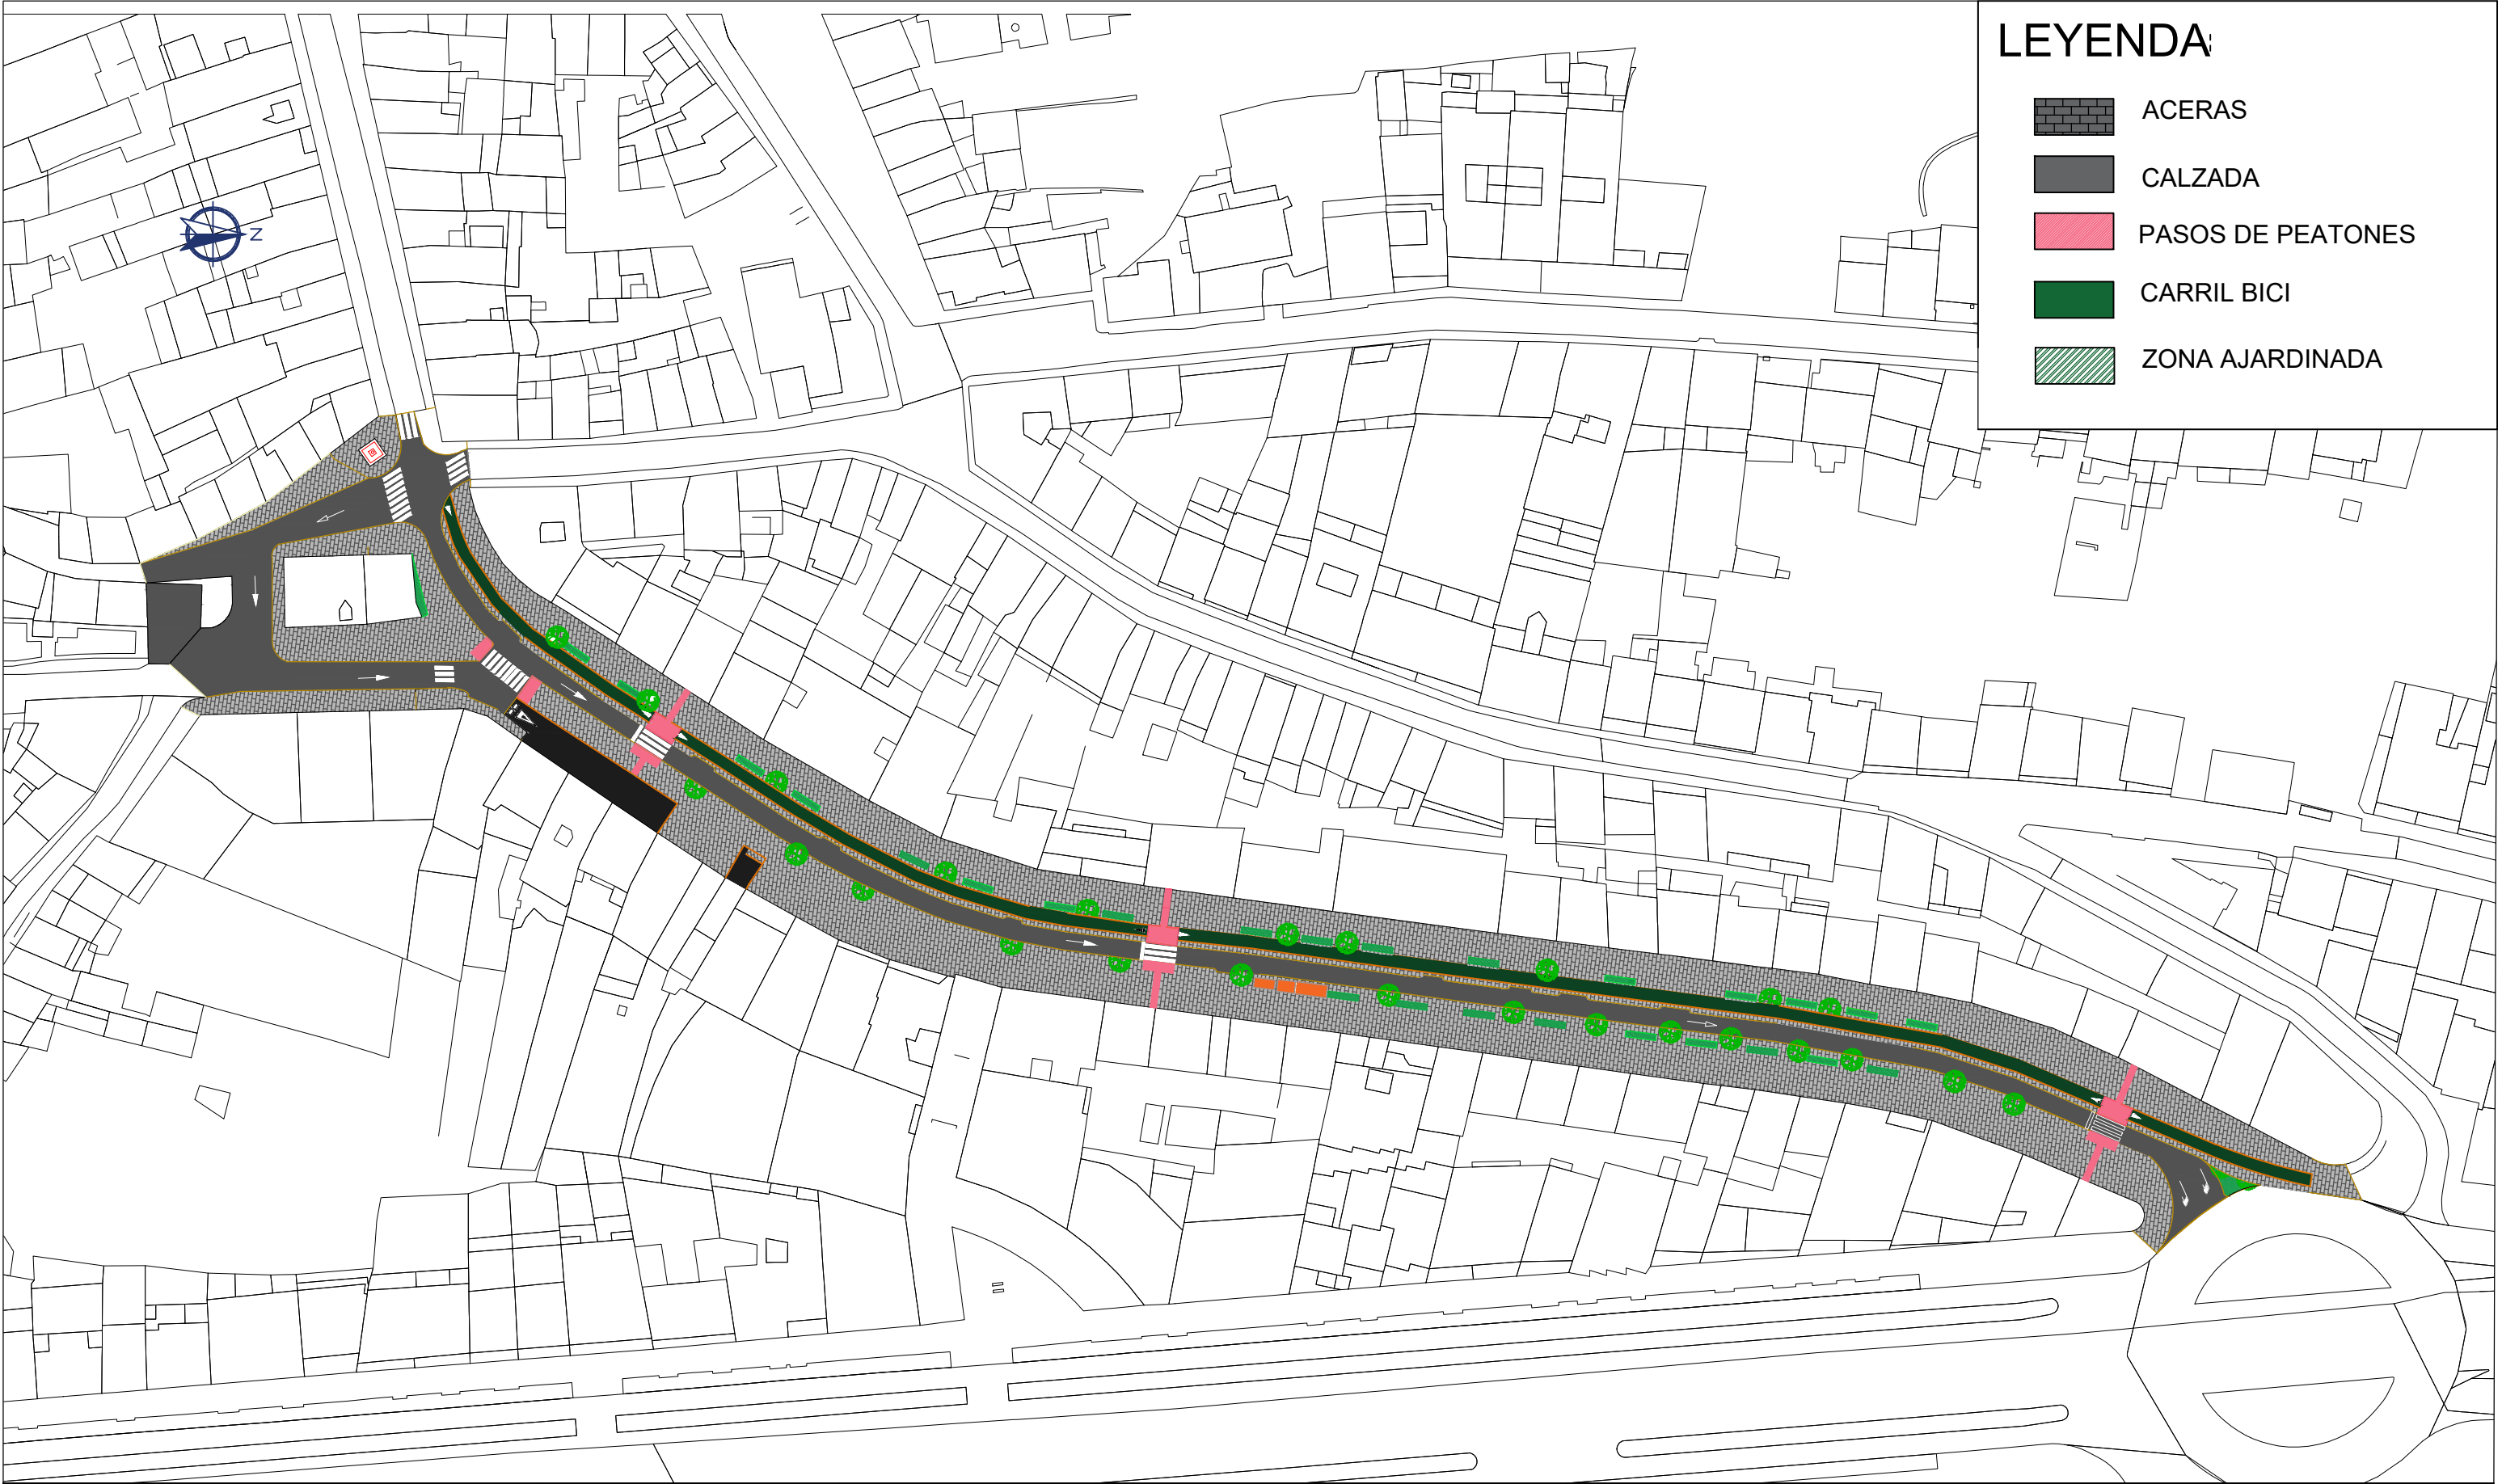 LEYENDA
ACERAS
CALZADA
PASOS DE PEATONES
CARRIL BICI
ZONA AJARDINADA
N